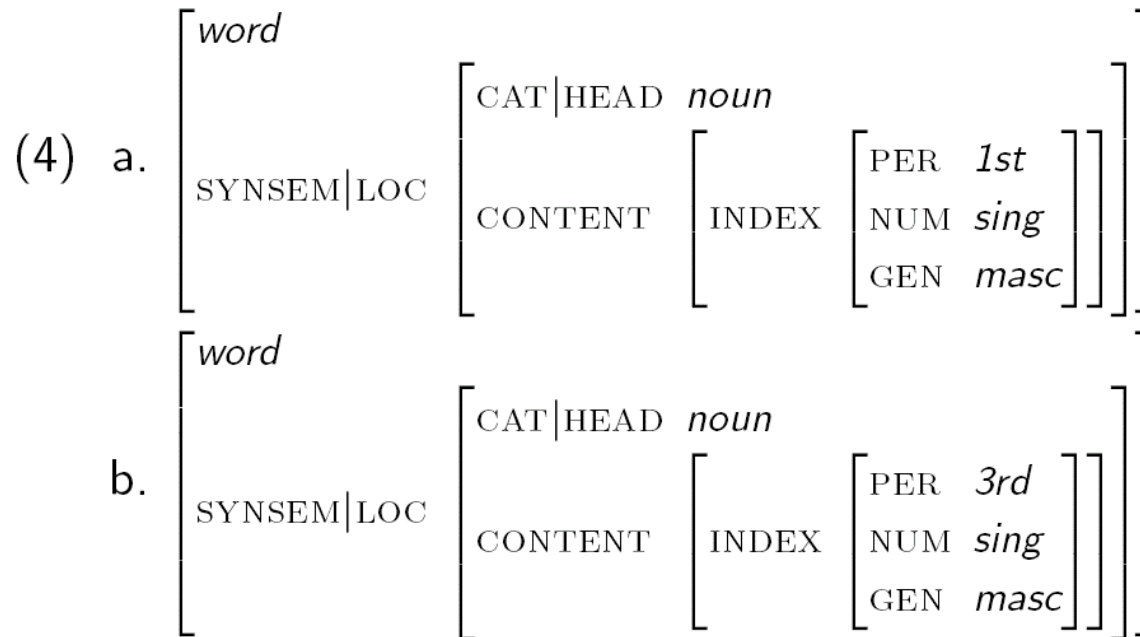 word
CAT|HEAD noun
(4) a. SYNSEM|LOC
PER 1st
CONTENT INDEX NUM sing
GEN masc
word
CAT|HEAD noun
b. SYNSEM|LOC
PER 3rd
CONTENT INDEX NUM sing
GEN masc